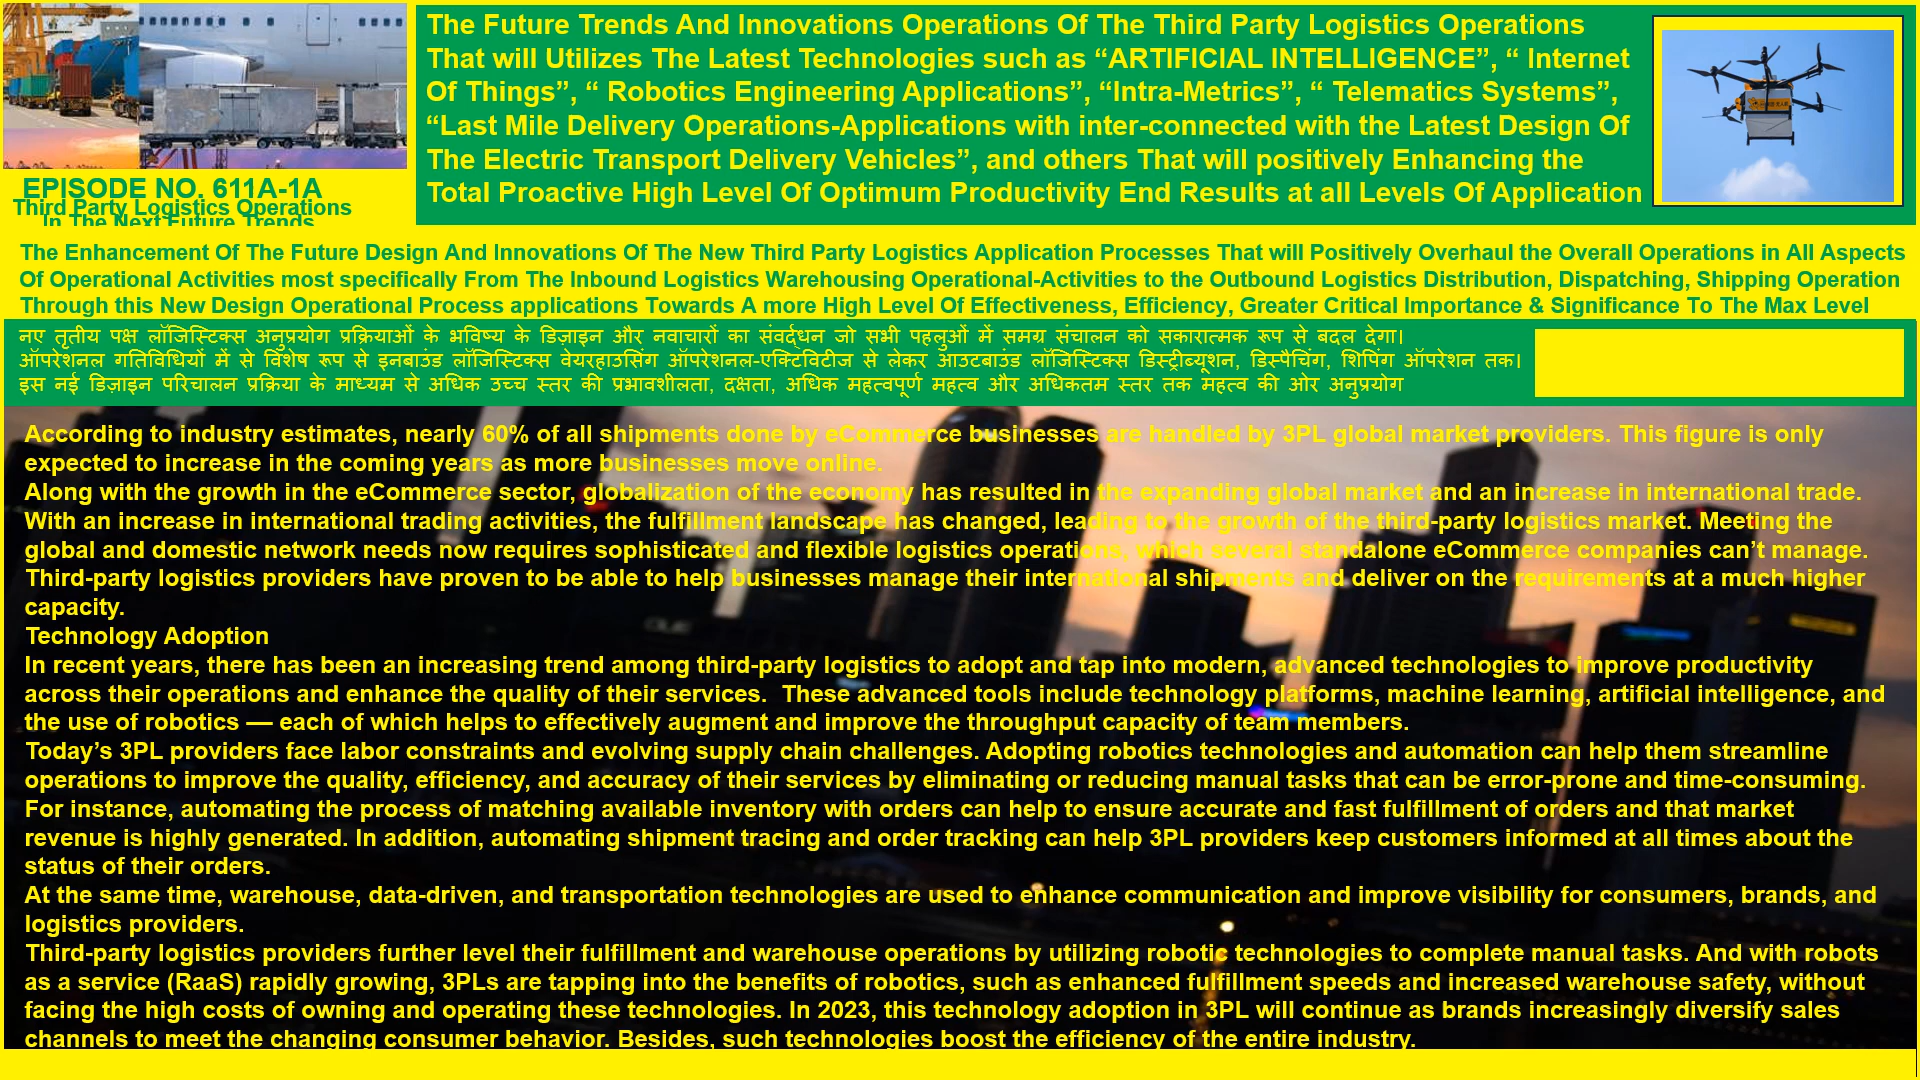 EPISODE NO. 611A-1A
Third Party Logistics Operations
In The Next Future Trends
The Future Trends And Innovations Operations Of The Third Party Logistics Operations
That will Utilizes The Latest Technologies such as “ARTIFICIAL INTELLIGENCE”, “ Internet
Of Things”, “ Robotics Engineering Applications”, “Intra-Metrics”, “ Telematics Systems”,
“Last Mile Delivery Operations-Applications with inter-connected with the Latest Design Of
The Electric Transport Delivery Vehicles”, and others That will positively Enhancing the
Total Proactive High Level Of Optimum Productivity End Results at all Levels Of Application
The Enhancement Of The Future Design And Innovations Of The New Third Party Logistics Application Processes That will Positively Overhaul the Overall Operations in All Aspects
Of Operational Activities most specifically From The Inbound Logistics Warehousing Operational-Activities to the Outbound Logistics Distribution, Dispatching, Shipping Operation
Through this New Design Operational Process applications Towards A more High Level Of Effectiveness, Efficiency, Greater Critical Importance & Significance To The Max Level
नए तृतीय पक्ष लॉजिस्टिक्स अनुप्रयोग प्रक्रियाओं के भविष्य के डिज़ाइन और नवाचारों का संवर्द्धन जो सभी पहलुओं में समग्र संचालन को सकारात्मक रूप से बदल देगा।
ऑपरेशनल गतिविधियों में से विशेष रूप से इनबाउंड लॉजिस्टिक्स वेयरहाउसिंग ऑपरेशनल-एक्टिविटीज से लेकर आउटबाउंड लॉजिस्टिक्स डिस्ट्रीब्यूशन, डिस्पैचिंग, शिपिंग ऑपरेशन तक।
इस नई डिज़ाइन परिचालन प्रक्रिया के माध्यम से अधिक उच्च स्तर की प्रभावशीलता, दक्षता, अधिक महत्वपूर्ण महत्व और अधिकतम स्तर तक महत्व की ओर अनुप्रयोग
According to industry estimates, nearly 60% of all shipments done by eCommerce businesses are handled by 3PL global market providers. This figure is only
expected to increase in the coming years as more businesses move online.
Along with the growth in the eCommerce sector, globalization of the economy has resulted in the expanding global market and an increase in international trade.
With an increase in international trading activities, the fulfillment landscape has changed, leading to the growth of the third-party logistics market. Meeting the
global and domestic network needs now requires sophisticated and flexible logistics operations, which several standalone eCommerce companies can’t manage.
Third-party logistics providers have proven to be able to help businesses manage their international shipments and deliver on the requirements at a much higher
capacity.
Technology Adoption
In recent years, there has been an increasing trend among third-party logistics to adopt and tap into modern, advanced technologies to improve productivity
across their operations and enhance the quality of their services.  These advanced tools include technology platforms, machine learning, artificial intelligence, and
the use of robotics — each of which helps to effectively augment and improve the throughput capacity of team members.
Today’s 3PL providers face labor constraints and evolving supply chain challenges. Adopting robotics technologies and automation can help them streamline
operations to improve the quality, efficiency, and accuracy of their services by eliminating or reducing manual tasks that can be error-prone and time-consuming.
For instance, automating the process of matching available inventory with orders can help to ensure accurate and fast fulfillment of orders and that market
revenue is highly generated. In addition, automating shipment tracing and order tracking can help 3PL providers keep customers informed at all times about the
status of their orders.
At the same time, warehouse, data-driven, and transportation technologies are used to enhance communication and improve visibility for consumers, brands, and
logistics providers.
Third-party logistics providers further level their fulfillment and warehouse operations by utilizing robotic technologies to complete manual tasks. And with robots
as a service (RaaS) rapidly growing, 3PLs are tapping into the benefits of robotics, such as enhanced fulfillment speeds and increased warehouse safety, without
facing the high costs of owning and operating these technologies. In 2023, this technology adoption in 3PL will continue as brands increasingly diversify sales
channels to meet the changing consumer behavior. Besides, such technologies boost the efficiency of the entire industry.